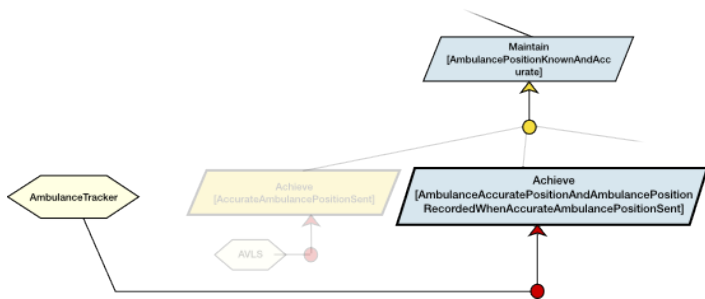 Maintain
[AmbulancePositionKnownAndAcc
urate]
Achieve
[AccurateAmbulancePositionSent]
Achieve
[AmbulanceAccuratePositionAndAmbulancePosition
RecordedWhenAccurateAmbulancePositionSent]
AmbulanceTracker
AVLS